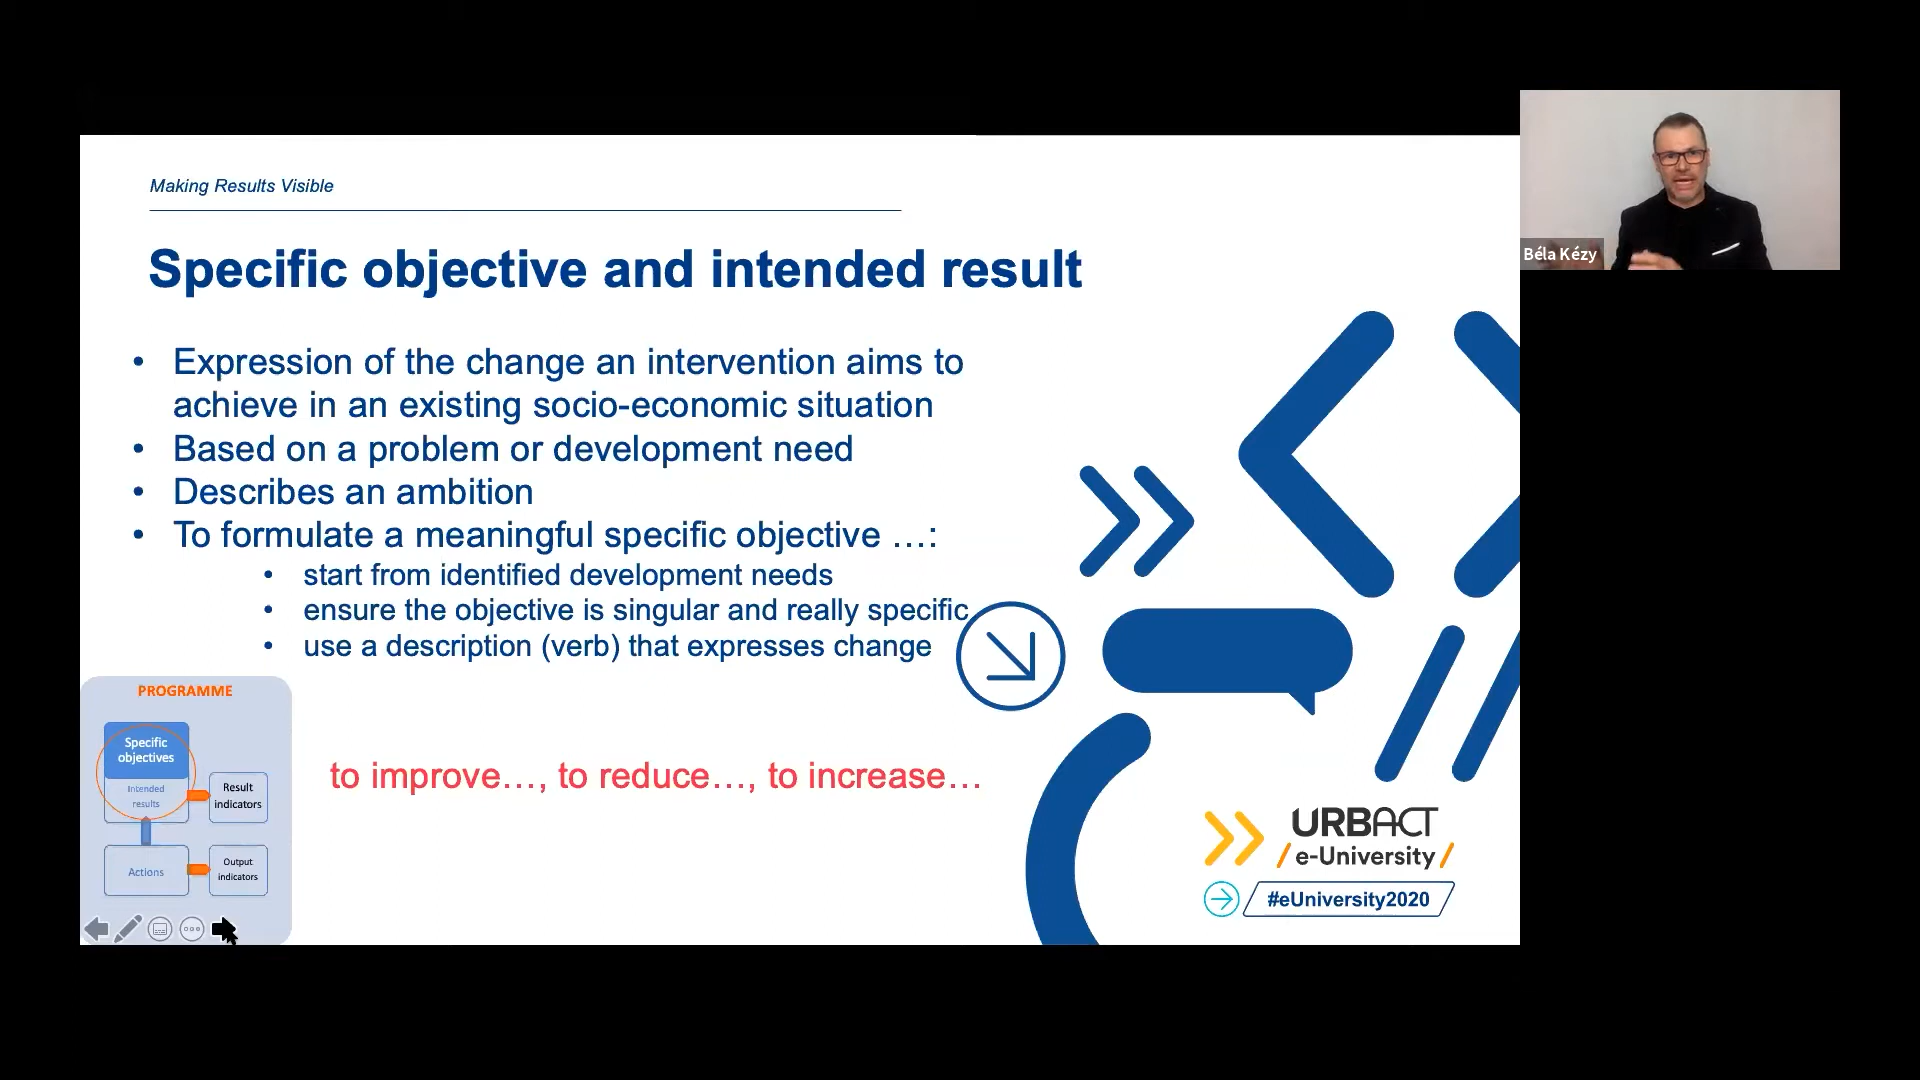 Making Results Visible
Specific objective and intended result
• Expression of the change an intervention aims to
achieve in an existing socio-economic situation
• Based on a problem or development need
• Describes an ambition
• To formulate a meaningful specific objective …:
• start from identified development needs
• ensure the objective is singular and really specific
• use a description (verb) that expresses change
to improve…, to reduce…, to increase…
PROGRAMME
Specific
objectives
Intended
results
Result
indicators
Actions
Output
indicators
URBACT
/ e-University /
#eUniversity2020
Béla Kézy